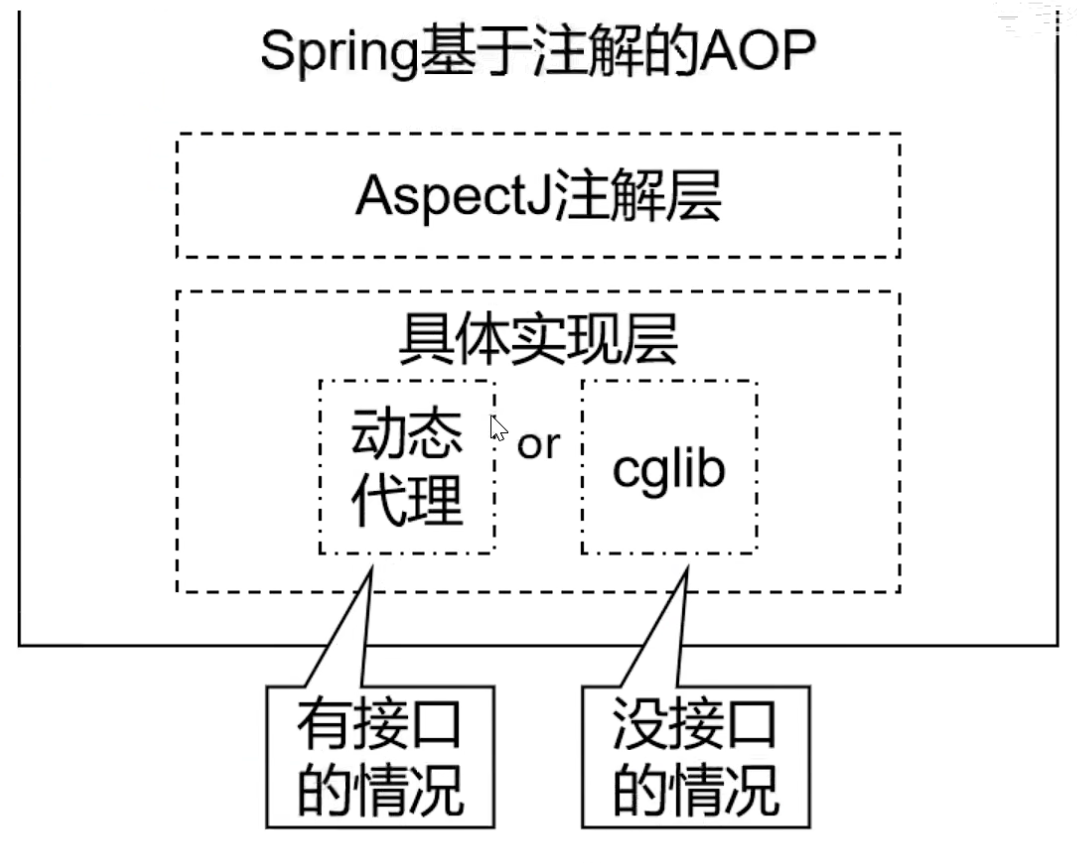 Spring基于注解的AOP
AspectJ注解层
具体实现层
动态
代理
or
cglib
有接口
的情况
没接口
的情况